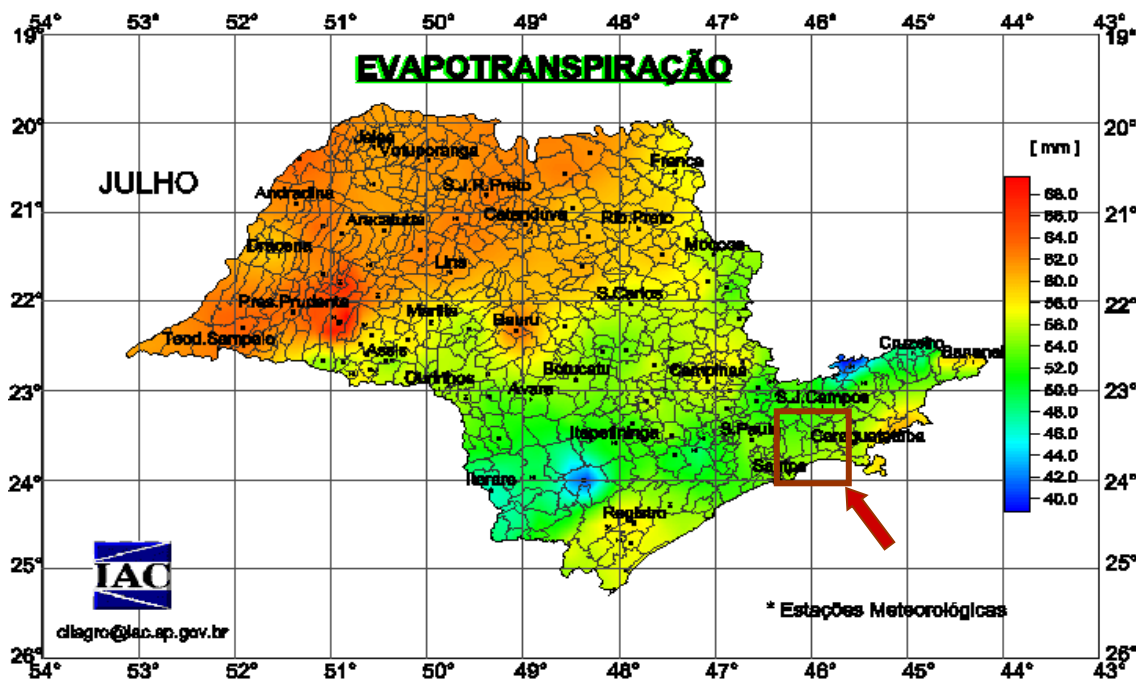 54° 53° 52° 51° 50° 49° 48° 47° 46° 45° 44° 43°
19° 19°
EVAPOTRANSPIRAÇÃO
20° 20°
Jales
Votuporanga
[ mm ]
Franca
JULHO
68.0
Andradina
S.J.R.Preto
66.0
21° 21°
Aracatuba
Catanduva
Rib.Preto
64.0
Dracena
Mococa
62.0
Lins
60.0
22° 22°
Pres.Prudente
S.Carlos
58.0
Marilia
Bauru
56.0
Teod.Sampaio
Cruzeiro
54.0
Assis
Bananal
Ourinhos
Botucatu
Campinas
52.0
23° 23°
Avare
S.J.Campos
50.0
48.0
Itapetininga
S.Paulo
Caraguatatuba
46.0
44.0
Itarare
Santos
42.0
24° 24°
40.0
Registro
25° 25°
IAC
* Estações Meteorológicas
ciiagro@iac.sp.gov.br
26° 26°
54° 53° 52° 51° 50° 49° 48° 47° 46° 45° 44° 43°